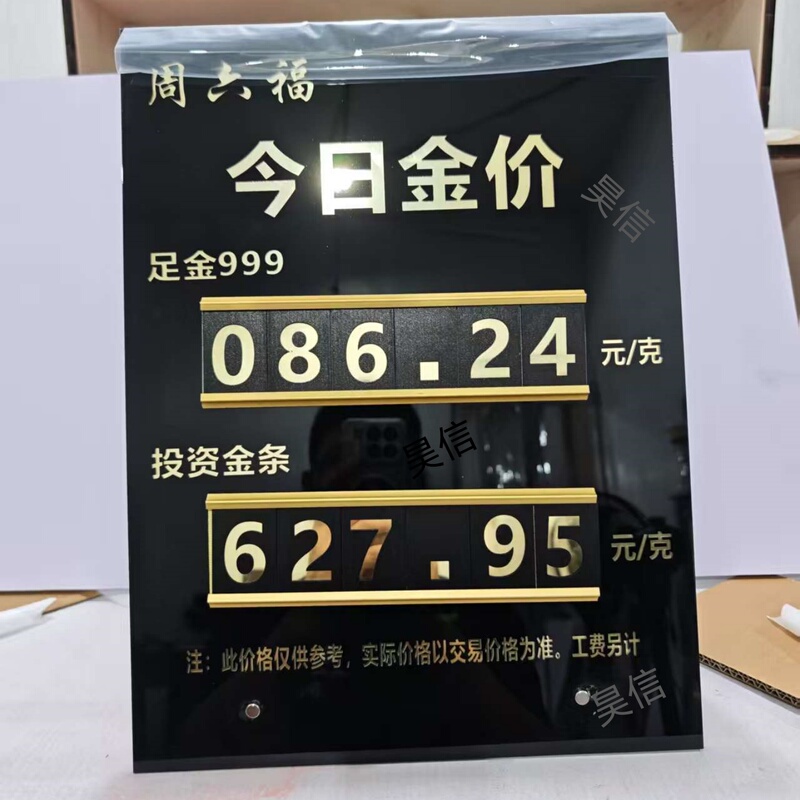 周六福
今日金价
昊信
足金999
086.24 元/克
昊信
投资金条
627.95 元/克
注：此价格仅供参考，实际价格以交易价格为准。工费另计
昊信